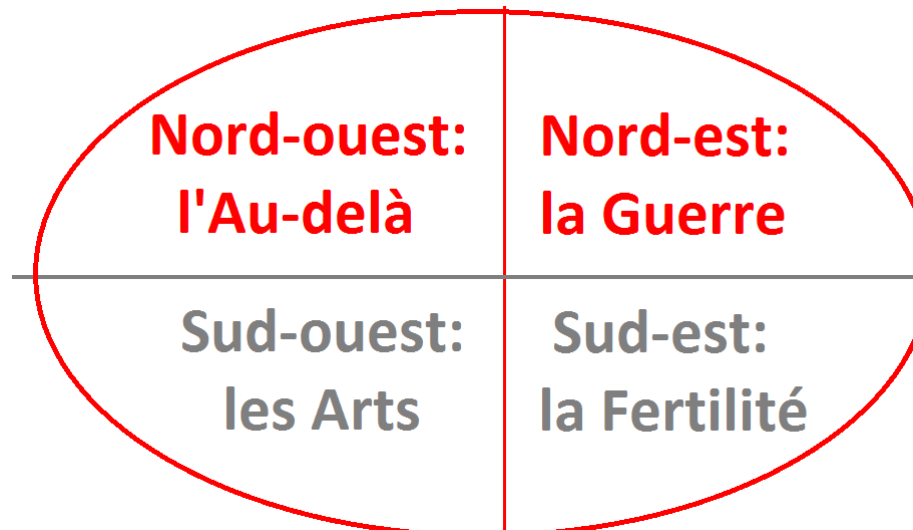 Nord-ouest:
l'Au-delà
Nord-est:
la Guerre
Sud-ouest:
les Arts
Sud-est:
la Fertilité